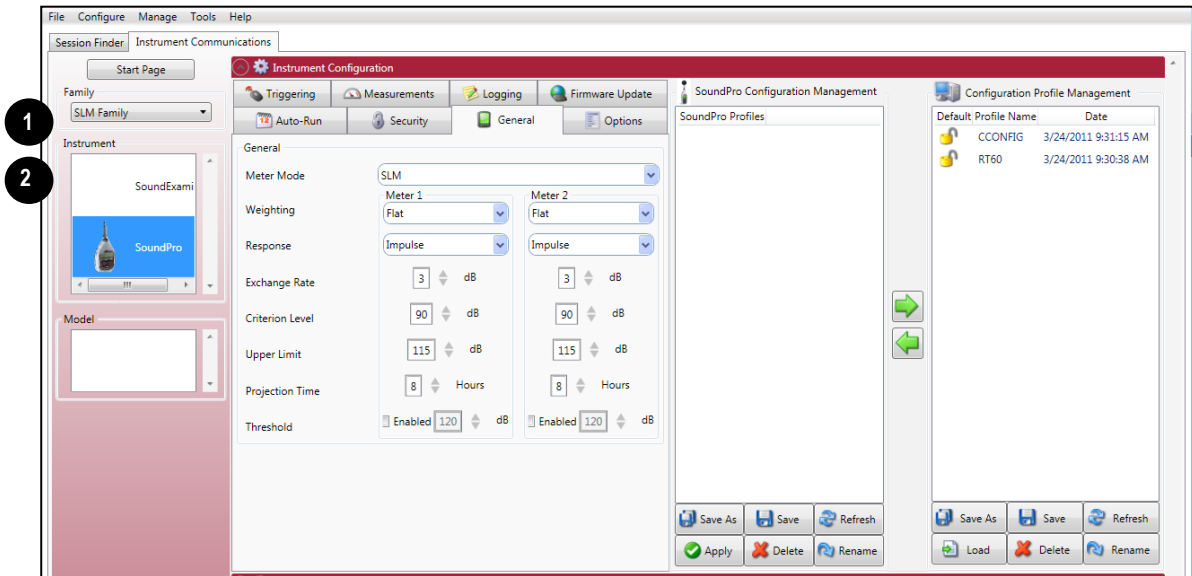 File Configure Manage Tools Help
Session Finder Instrument Communications
Start Page
Family
SLM Family
1
Instrument
2
SoundExami
SoundPro
Model
Instrument Configuration
Triggering Measurements Logging Firmware Update
12 Auto-Run Security General Options
General
Meter Mode SLM
Meter 1 Meter 2
Weighting Flat Flat
Response Impulse Impulse
Exchange Rate 3 dB 3 dB
Criterion Level 90 dB 90 dB
Upper Limit 115 dB 115 dB
Projection Time 8 Hours 8 Hours
Threshold Enabled 120 dB Enabled 120 dB
SoundPro Configuration Management
SoundPro Profiles
Save As Save Refresh
Apply Delete Rename
Configuration Profile Management
Default Profile Name Date
CCONFIG 3/24/2011 9:31:15 AM
RT60 3/24/2011 9:30:38 AM
Save As Save Refresh
Load Delete Rename